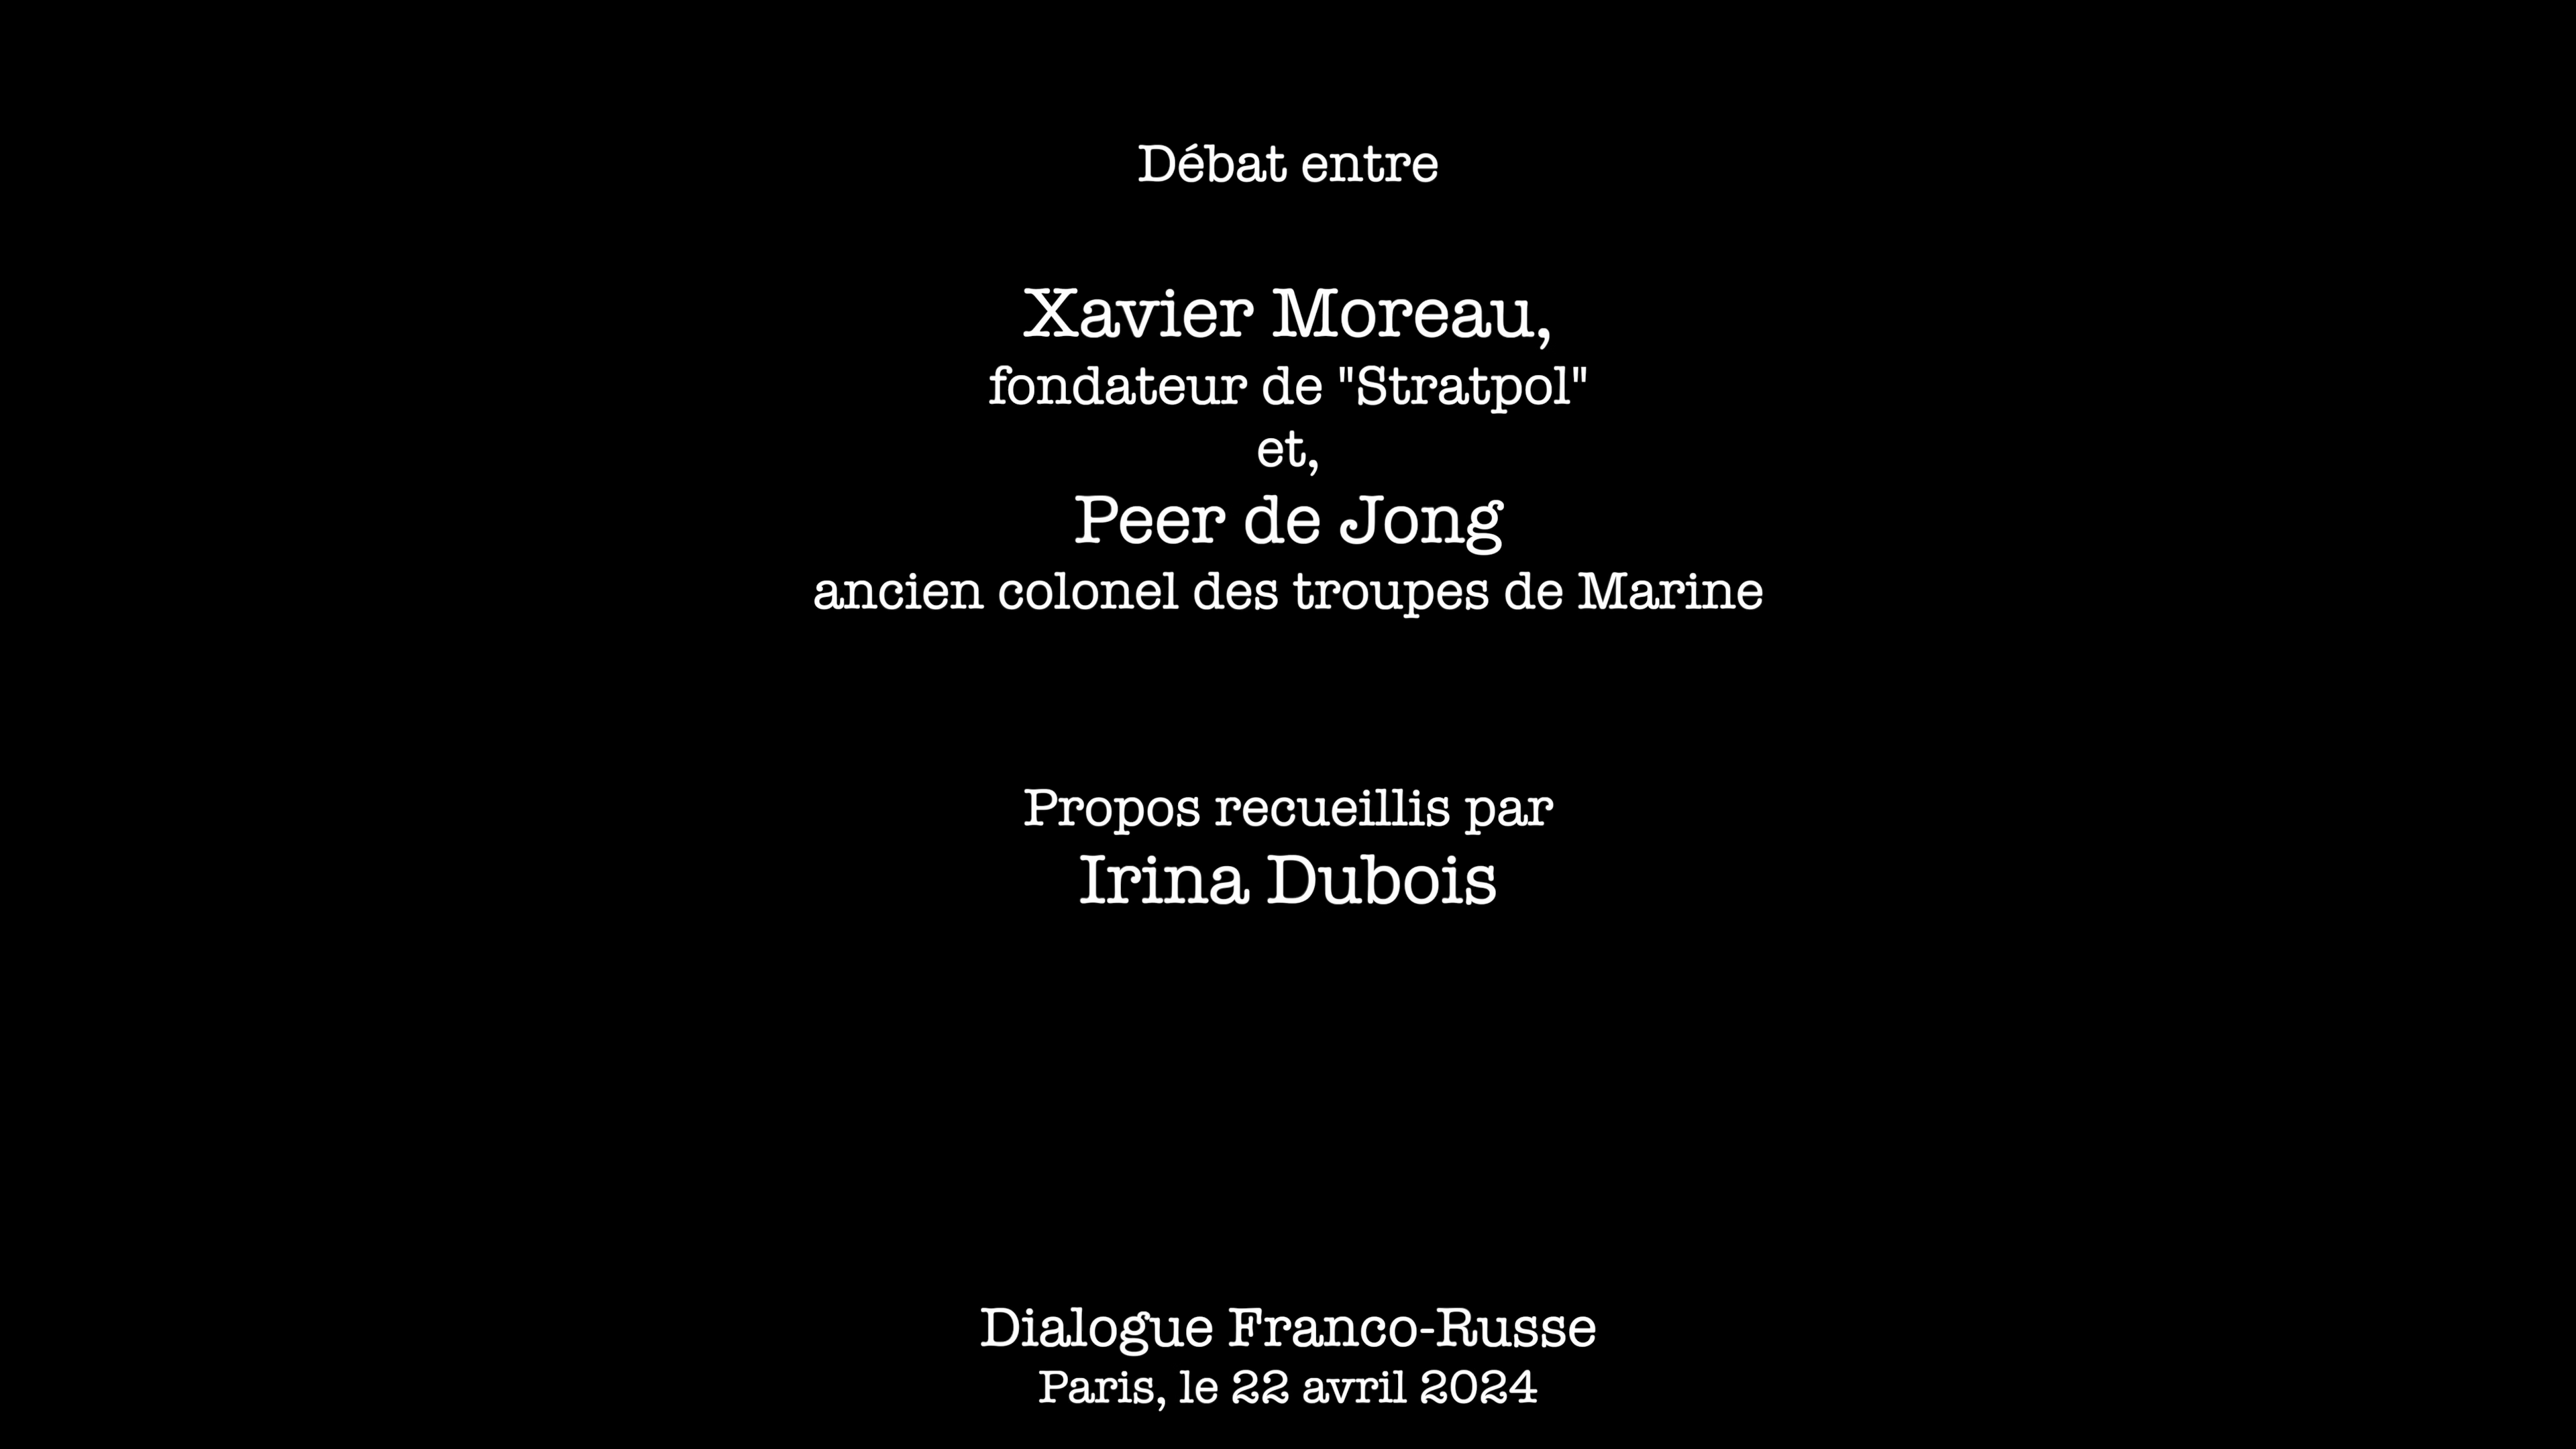 Débat entre
Xavier Moreau,
fondateur de "Stratpol"
et,
Peer de Jong
ancien colonel des troupes de Marine
Propos recueillis par
Irina Dubois
Dialogue Franco-Russe
Paris, le 22 avril 2024